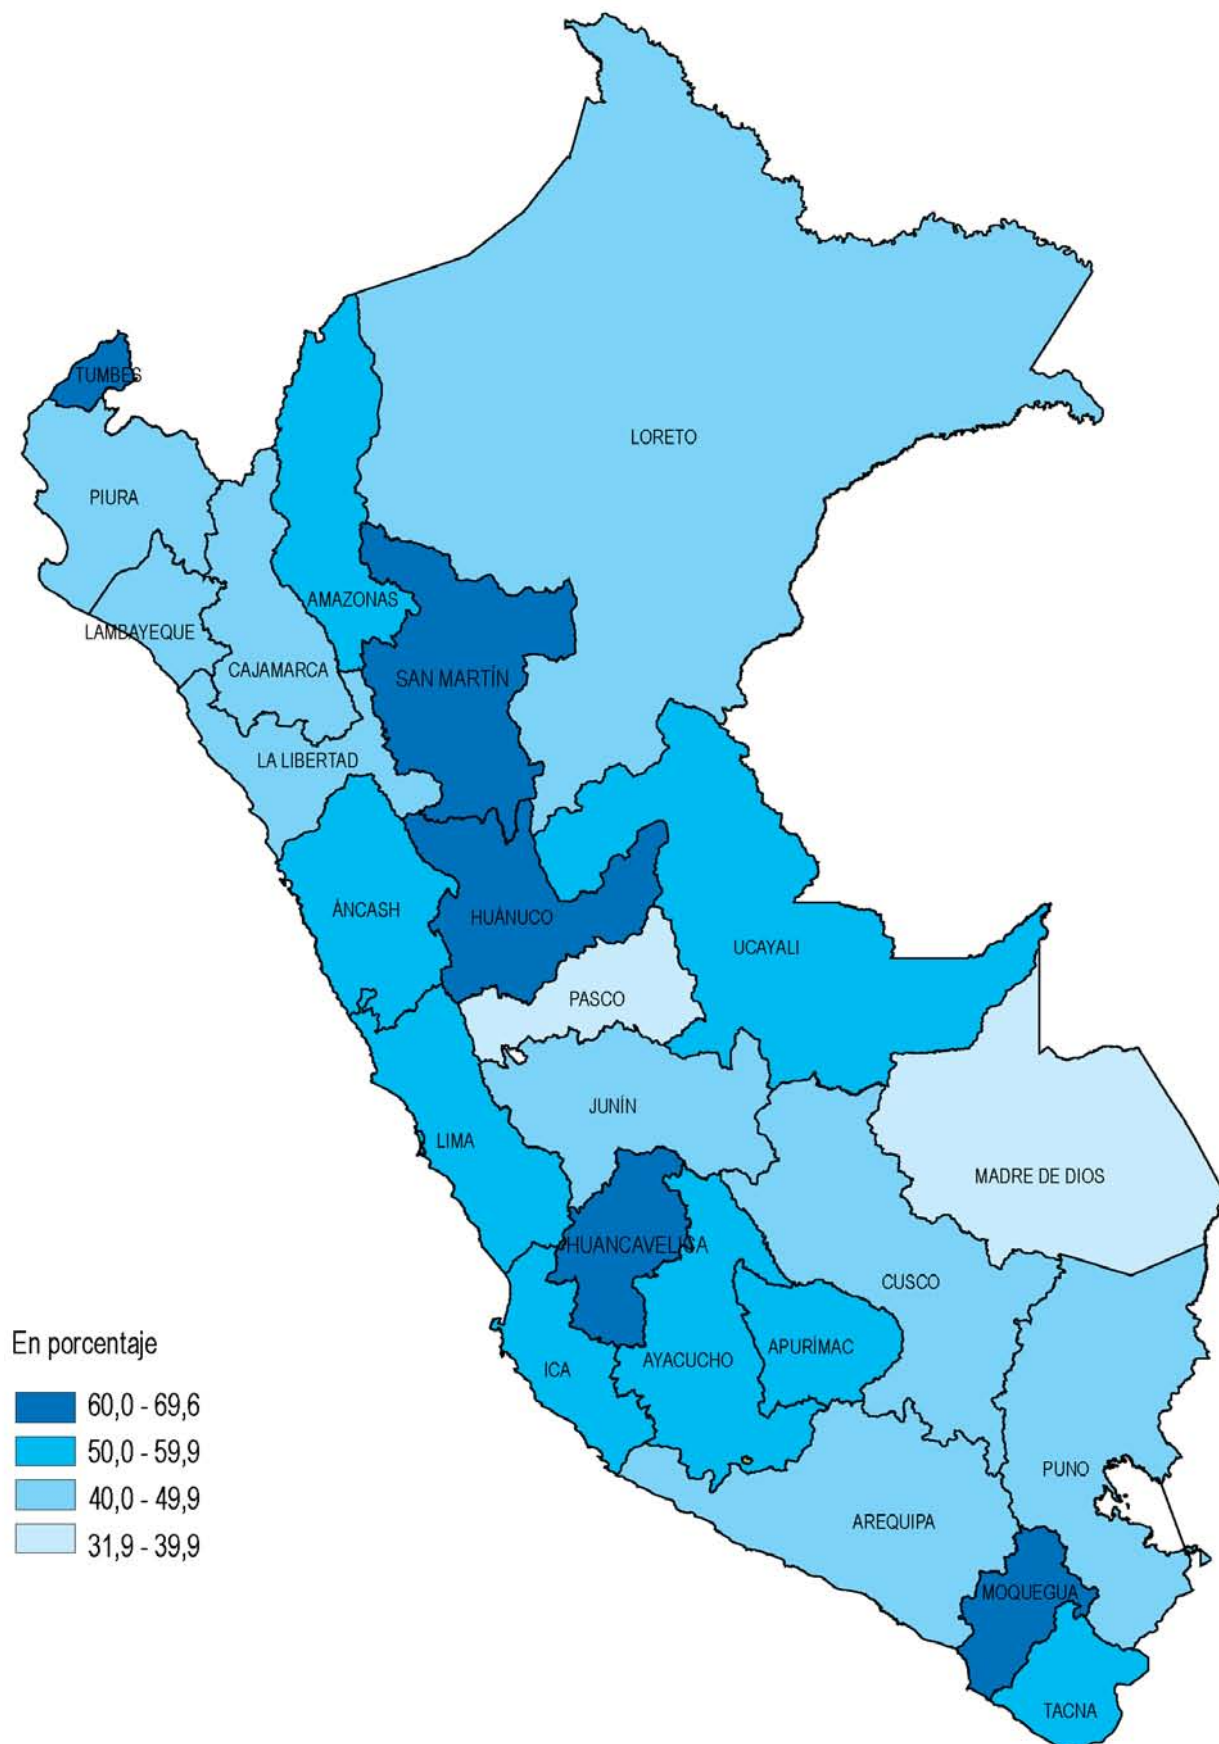 TUMBES
LORETO
PIURA
AMAZONAS
LAMBAYEQUE
CAJAMARCA
SAN MARTÍN
LA LIBERTAD
ÁNCASH
HUÁNUCO
UCAYALI
PASCO
JUNÍN
LIMA
MADRE DE DIOS
HUANCAVELICA
CUSCO
APURÍMAC
AYACUCHO
ICA
PUNO
AREQUIPA
MOQUEGUA
TACNA
En porcentaje
60,0 - 69,6
50,0 - 59,9
40,0 - 49,9
31,9 - 39,9